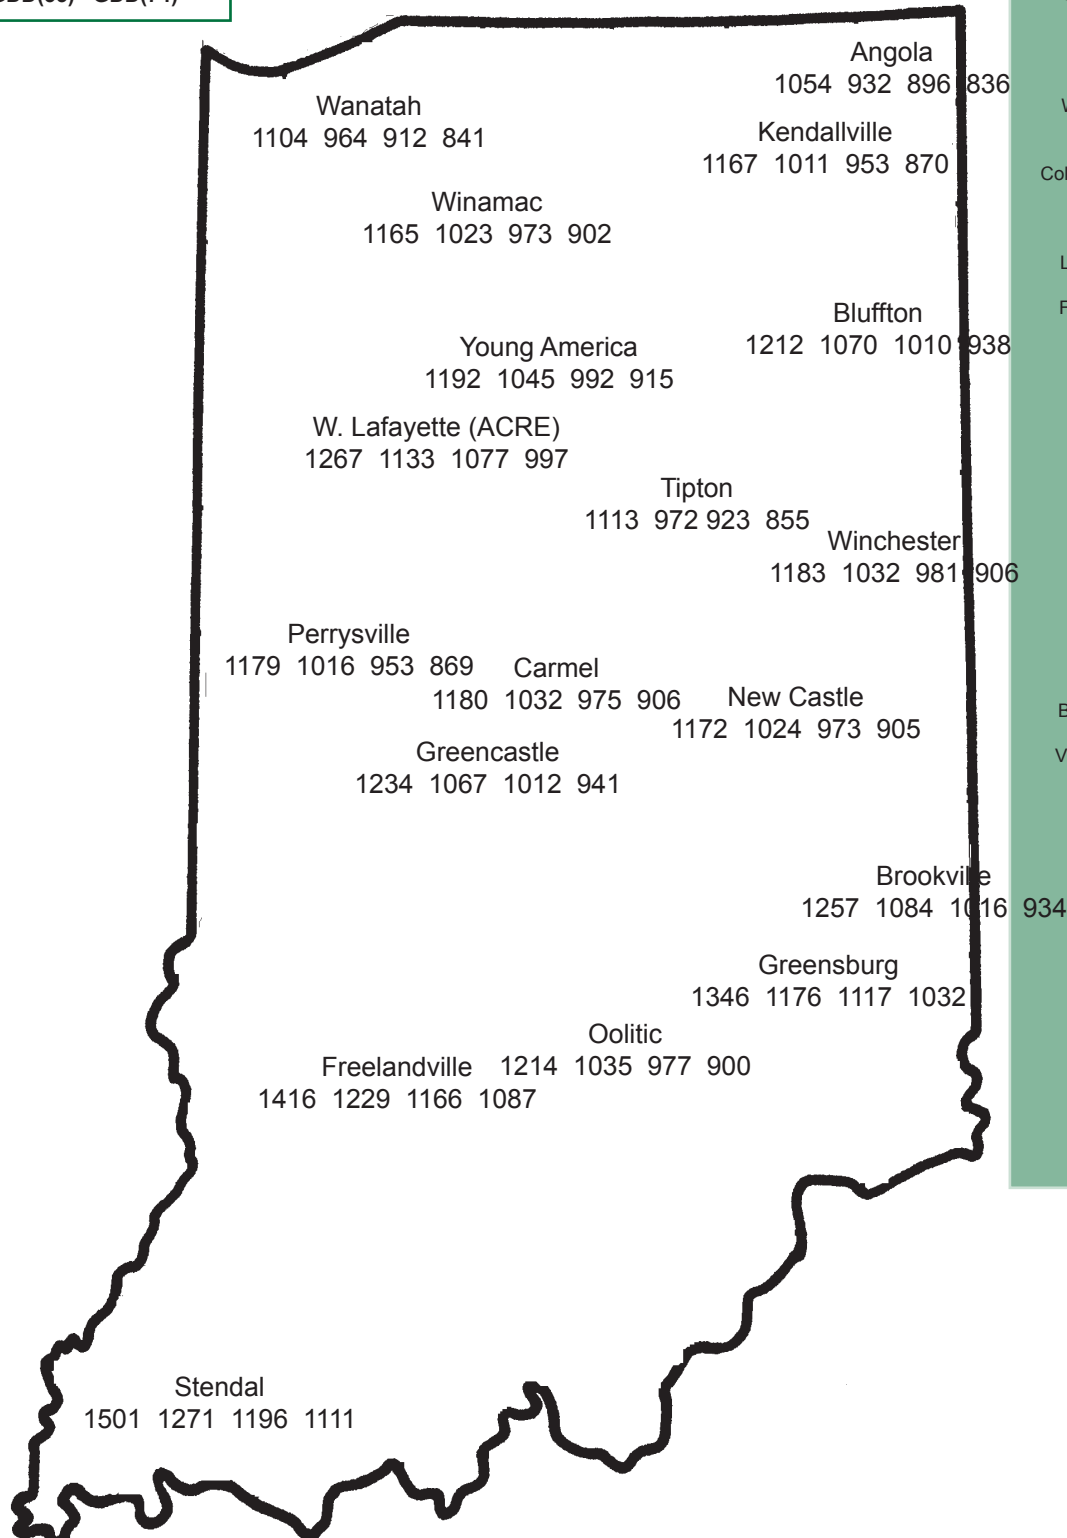 Angola
1054 932 896 836
Wanatah
1104 964 912 841
Kendallville
1167 1011 953 870
Winamac
1165 1023 973 902
Bluffton
1212 1070 1010 938
Young America
1192 1045 992 915
W. Lafayette (ACRE)
1267 1133 1077 997
Tipton
1113 972 923 855
Winchester
1183 1032 981 906
Perrysville
1179 1016 953 869
Carmel
1180 1032 975 906
New Castle
1172 1024 973 905
Greencastle
1234 1067 1012 941
Brookville
1257 1084 1016 934
Greensburg
1346 1176 1117 1032
Oolitic
1214 1035 977 900
Freelandville
1416 1229 1166 1087
Stendal
1501 1271 1196 1111